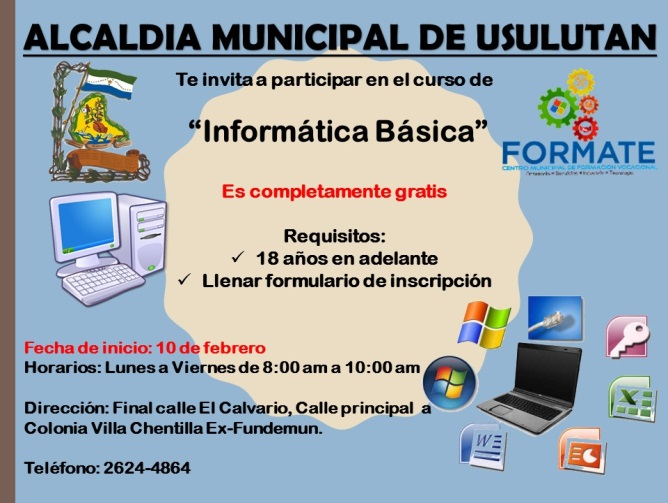 ALCALDIA MUNICIPAL DE USULUTAN
Te invita a participar en el curso de
“Informática Básica”
FORMATE
CENTRO MUNICIPAL DE FORMACIÓN VOCACIONAL
Es completamente gratis
Requisitos:
✓ 18 años en adelante
✓ Llenar formulario de inscripción
Fecha de inicio: 10 de febrero
Horarios: Lunes a Viernes de 8:00 am a 10:00 am
Dirección: Final calle El Calvario, Calle principal a
Colonia Villa Chentilla Ex-Fundemun.
Teléfono: 2624-4864